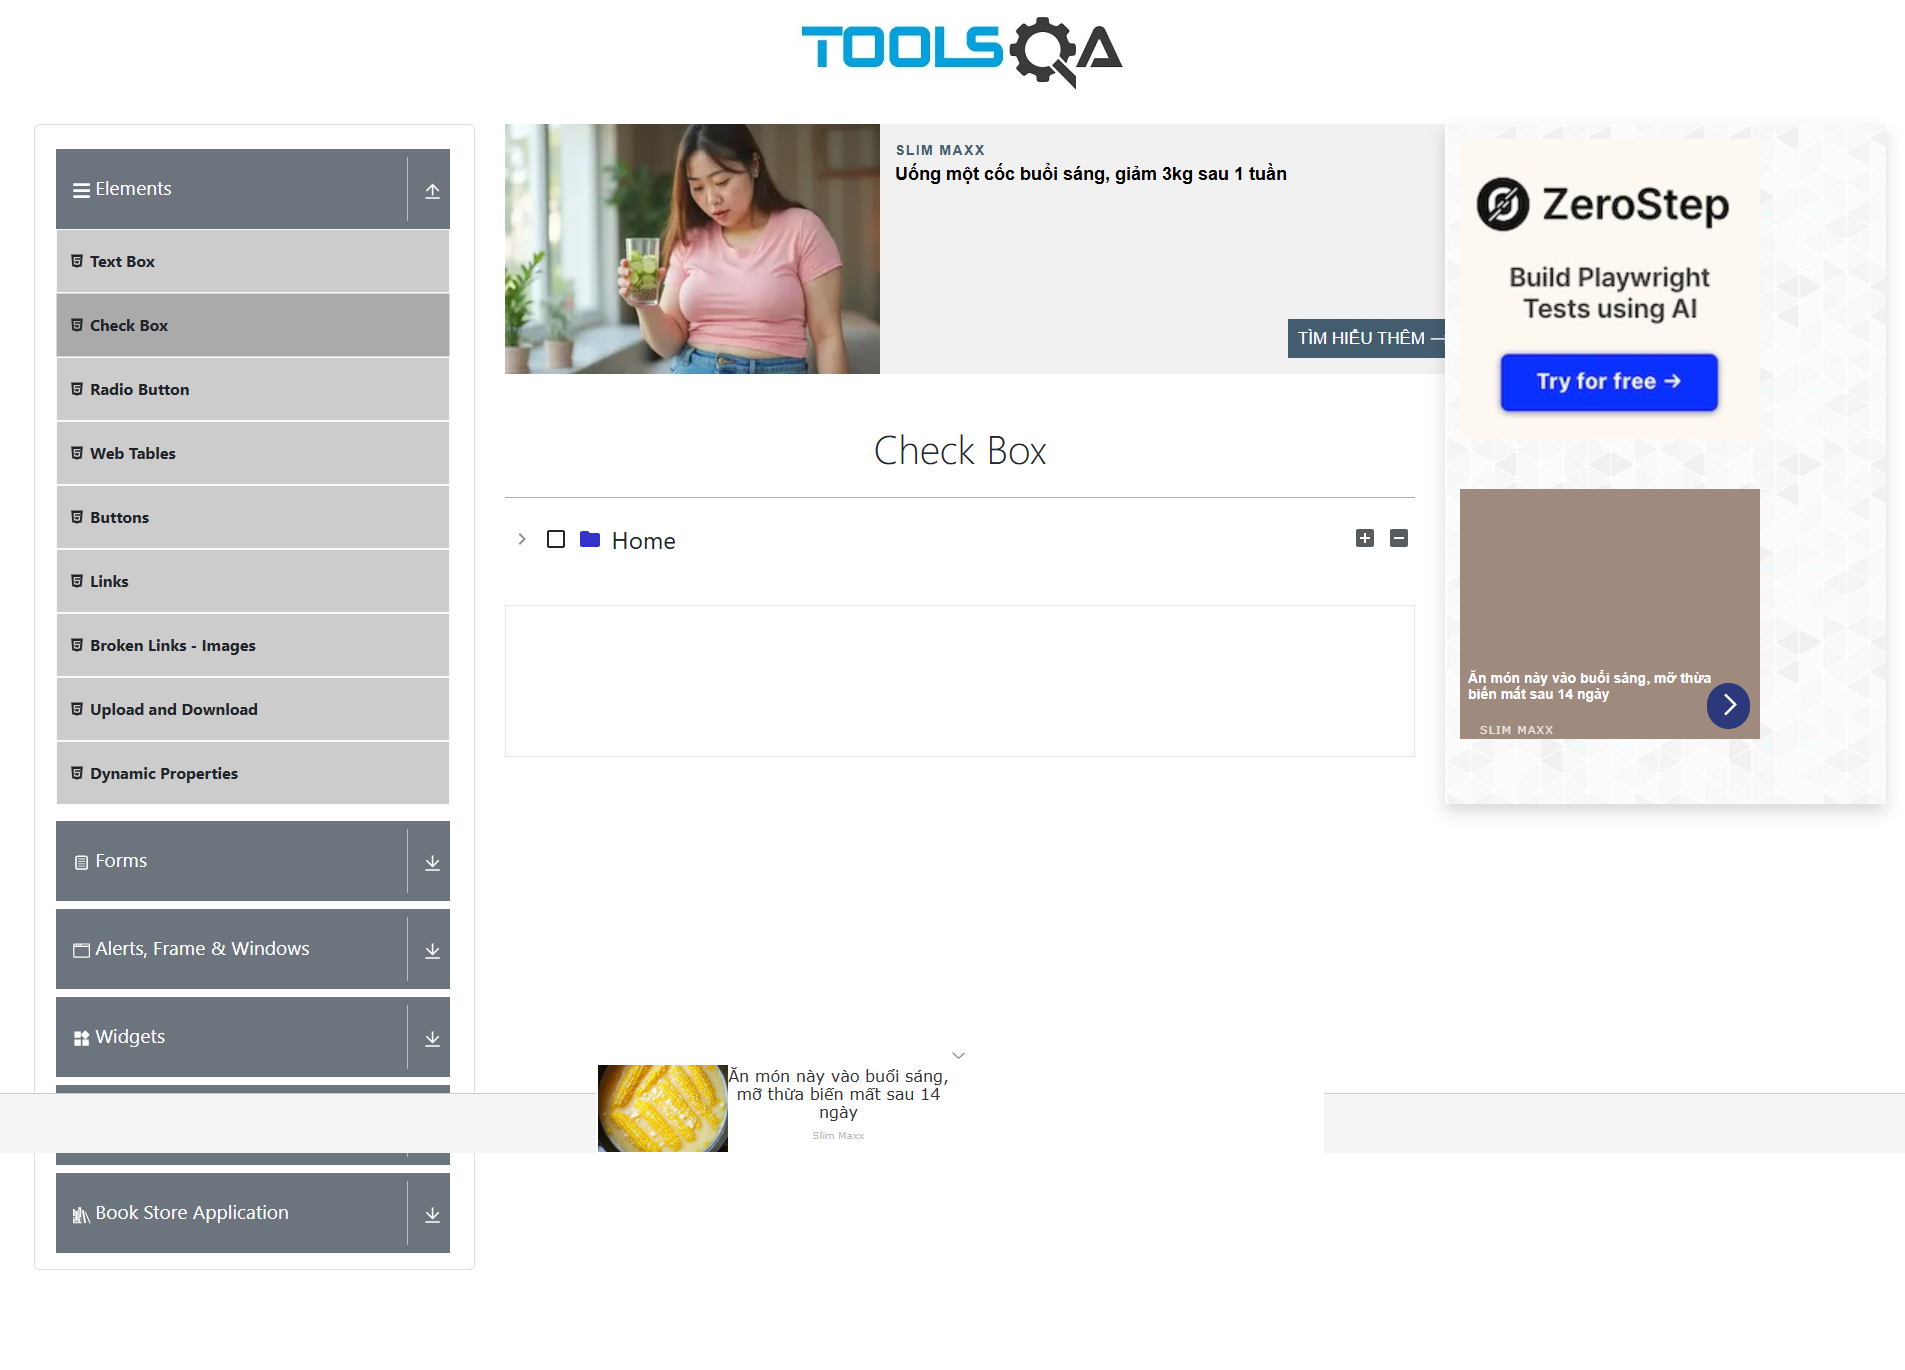 TOOLSQA
Elements
Text Box
Check Box
Radio Button
Web Tables
Buttons
Links
Broken Links - Images
Upload and Download
Dynamic Properties
Forms
Alerts, Frame & Windows
Widgets
Book Store Application
SLIM MAXX
Uống một cốc buổi sáng, giảm 3kg sau 1 tuần
TÌM HIỂU THÊM
Check Box
Home
ZeroStep
Build Playwright
Tests using AI
Try for free →
Ăn món này vào buổi sáng, mỡ thừa
biến mất sau 14 ngày
SLIM MAXX
Ăn món này vào buổi sáng,
mỡ thừa biến mất sau 14
ngày
Slim Maxx